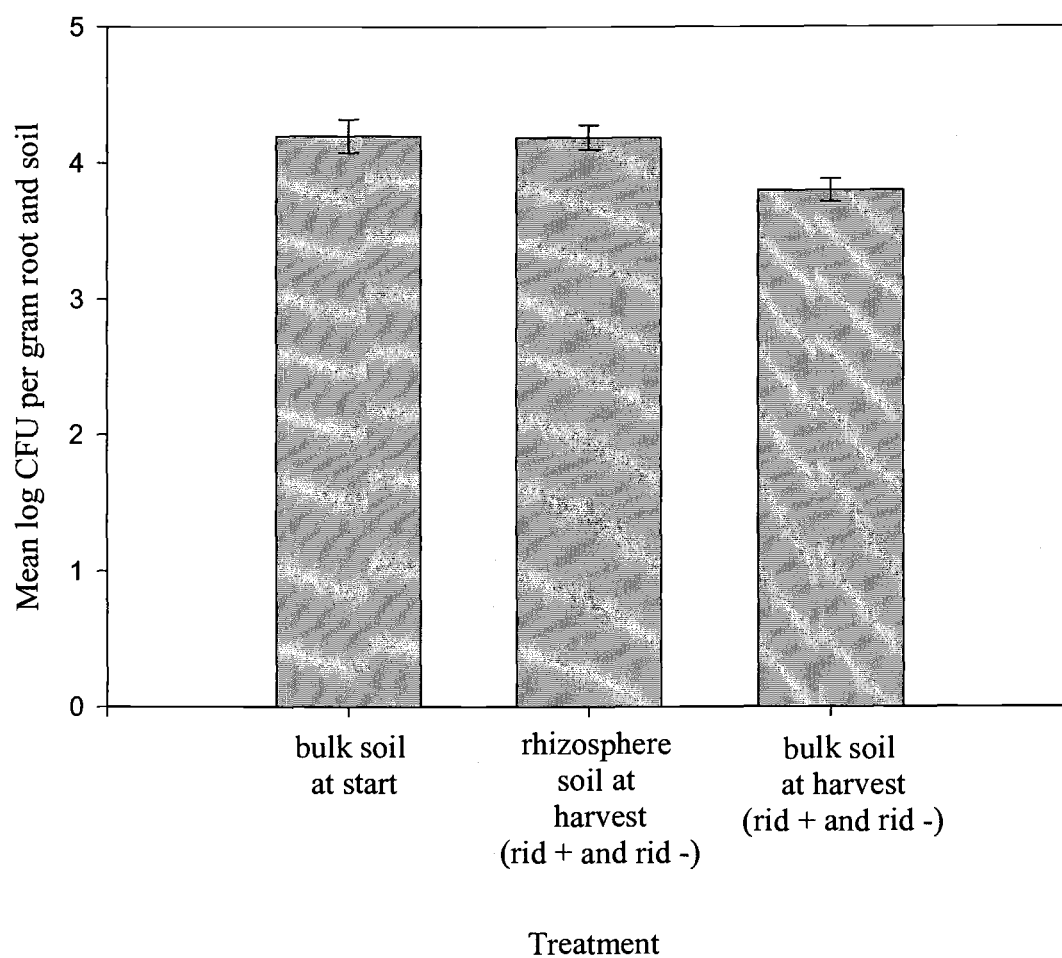 Mean log CFU per gram root and soil
5
4
3
2
1
0
bulk soil
at start
rhizosphere
soil at
harvest
(rid + and rid -)
bulk soil
at harvest
(rid + and rid -)
Treatment